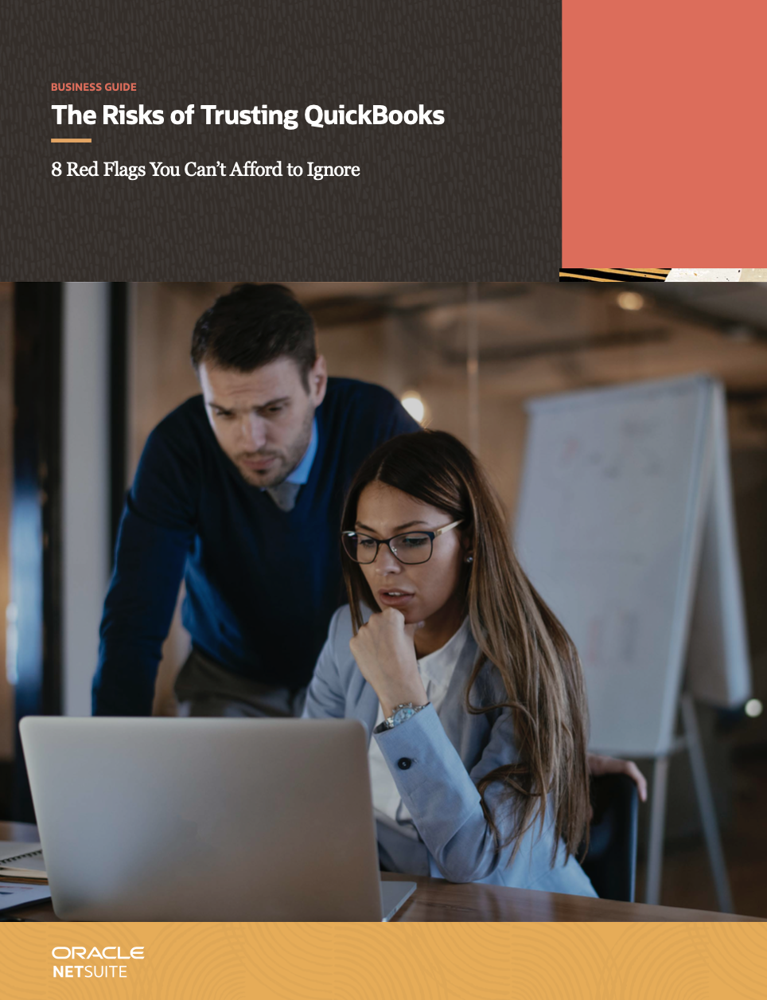 BUSINESS GUIDE
The Risks of Trusting QuickBooks
8 Red Flags You Can’t Afford to Ignore
ORACLE
NETSUITE